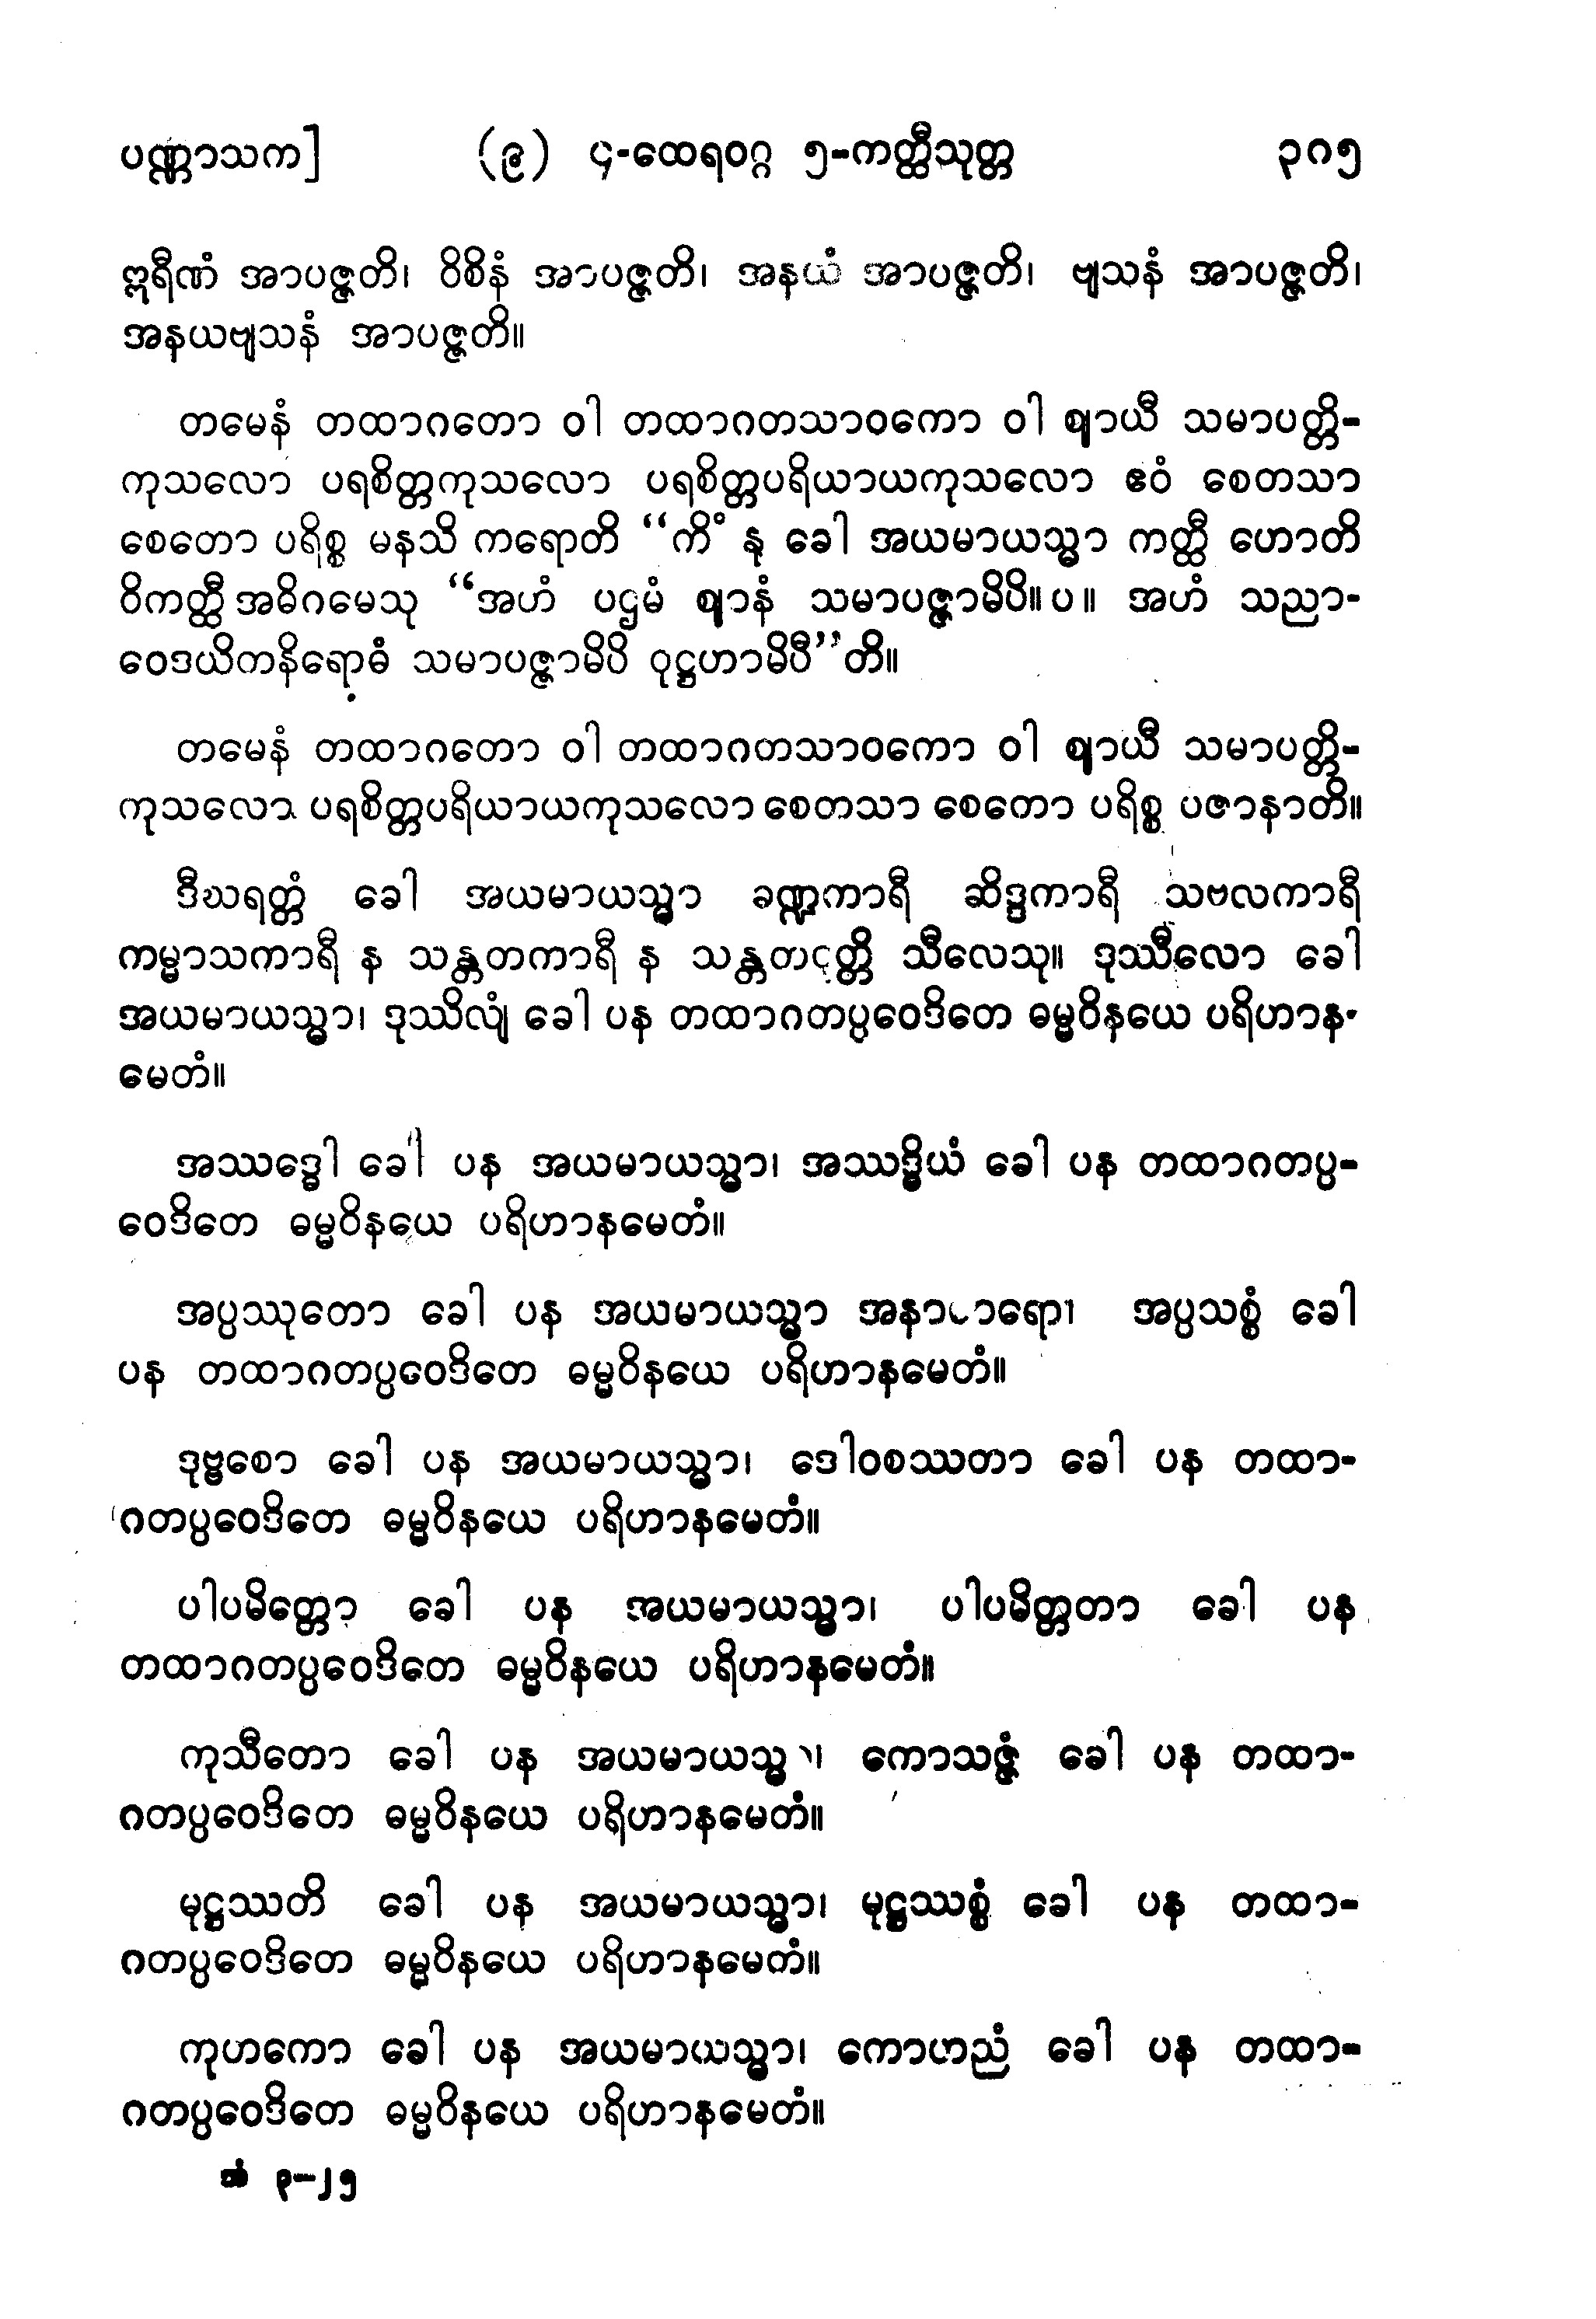 ပဏ္ဏာသက] (၉) ၄-ထေရဝဂ္ဂ ၅-ကတ္ထီသုတ္တ ၃၈၅
ဣရီဏံ အာပဇ္ဇတိ၊ ဝိစိနံ အာပဇ္ဇတိ၊ အနယံ အာပဇ္ဇတိ၊ ဗျသနံ အာပဇ္ဇတိ၊
အနယဗျသနံ အာပဇ္ဇတိ။
တမေနံ တထာဂတော ဝါ တထာဂတသာဝကော ဝါ ဈာယီ သမာပတ္တိ-
ကုသလော ပရစိတ္တကုသလော ပရစိတ္တပရိယာယကုသလော ဧဝံ စေတသာ
စေတော ပရိစ္စ မနသိ ကရောတိ “ကိံ နု ခေါ အယမာယသ္မာ ကတ္ထီ ဟောတိ
ဝိကတ္ထီ အဓိဂမေသု “အဟံ ပဌမံ ဈာနံ သမာပဇ္ဇာမိပိ။ပ။ အဟံ သညာ-
ဝေဒယိတနိရောဓံ သမာပဇ္ဇာမိပိ ဝုဋ္ဌဟာမိပီ”တိ။
တမေနံ တထာဂတော ဝါ တထာဂတသာဝကော ဝါ ဈာယီ သမာပတ္တိ-
ကုသလော ပရစိတ္တပရိယာယကုသလော စေတသာ စေတော ပရိစ္စ ပဇာနာတိ။
ဒီဃရတ္တံ ခေါ အယမာယသ္မာ ခဏ္ဍကာရီ ဆိဒ္ဒကာရီ သဗလကာရီ
ကမ္မာသကာရီ န သန္တတကာရီ န သန္တတဝုတ္တိ သီလေသု။ ဒုဿီလော ခေါ
အယမာယသ္မာ၊ ဒုဿိလျံ ခေါ ပန တထာဂတပ္ပဝေဒိတေ ဓမ္မဝိနယေ ပရိဟာန-
မေတံ။
အဿဒ္ဓေါ ခေါ ပန အယမာယသ္မာ၊ အဿဒ္ဓိယံ ခေါ ပန တထာဂတပ္ပ-
ဝေဒိတေ ဓမ္မဝိနယေ ပရိဟာနမေတံ။
အပ္ပဿုတော ခေါ ပန အယမာယသ္မာ အနာစာရော၊ အပ္ပသစ္စံ ခေါ
ပန တထာဂတပ္ပဝေဒိတေ ဓမ္မဝိနယေ ပရိဟာနမေတံ။
ဒုဗ္ဗစော ခေါ ပန အယမာယသ္မာ၊ ဒေါဝစဿတာ ခေါ ပန တထာ-
ဂတပ္ပဝေဒိတေ ဓမ္မဝိနယေ ပရိဟာနမေတံ။
ပါပမိတ္တော ခေါ ပန အယမာယသ္မာ၊ ပါပမိတ္တတာ ခေါ ပန
တထာဂတပ္ပဝေဒိတေ ဓမ္မဝိနယေ ပရိဟာနမေတံ။
ကုသီတော ခေါ ပန အယမာယသ္မာ၊ ကောသဇ္ဇံ ခေါ ပန တထာ-
ဂတပ္ပဝေဒိတေ ဓမ္မဝိနယေ ပရိဟာနမေတံ။
မုဋ္ဌဿတိ ခေါ ပန အယမာယသ္မာ၊ မုဋ္ဌဿစ္စံ ခေါ ပန တထာ-
ဂတပ္ပဝေဒိတေ ဓမ္မဝိနယေ ပရိဟာနမေတံ။
ကုဟကော ခေါ ပန အယမာယသ္မာ၊ ကောဟညံ ခေါ ပန တထာ-
ဂတပ္ပဝေဒိတေ ဓမ္မဝိနယေ ပရိဟာနမေတံ။
အံ ၃-၂၅